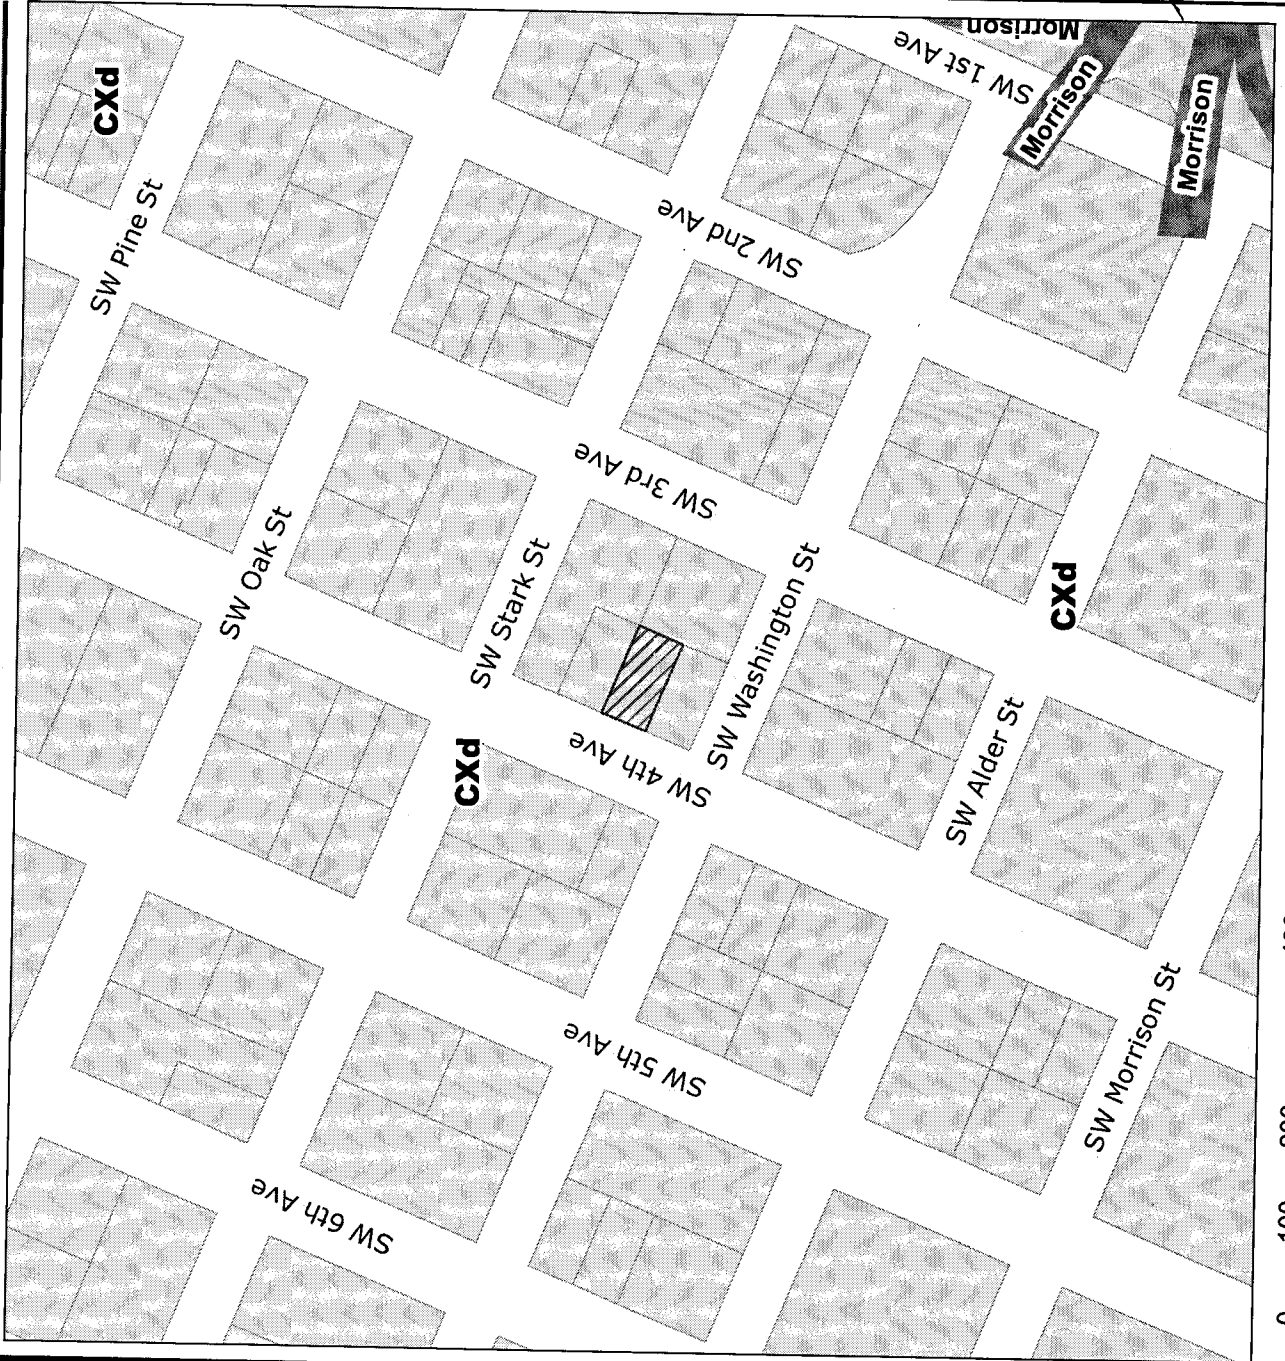 Morrison
SW 1st Ave
Morrison
Morrison
CXd
SW Pine St
SW 2nd Ave
SW 3rd Ave
SW Oak St
SW Stark St
SW Washington St
CXd
SW 4th Ave
CXd
SW Alder St
SW 5th Ave
SW Morrison St
SW 6th Ave
0
100